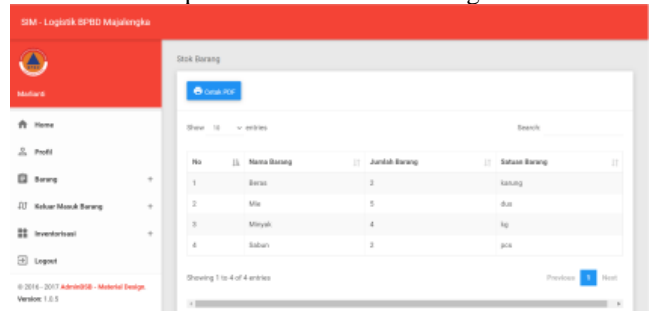 SIM - Logistik BPBD Majalengka
Stok Barang
Cetak PDF
Show 10 entries
Search:
No Nama Barang Jumlah Barang Satuan Barang
1 Beras 2 karung
2 Mie 5 dus
3 Minyak 4 kg
4 Sabun 2 pcs
Showing 1 to 4 of 4 entries
Previous 1 Next
Home
Profil
Barang +
Keluar Masuk Barang +
Inventorisasi +
Logout
© 2016 - 2017 AdminBSB - Material Design.
Version: 1.0.5